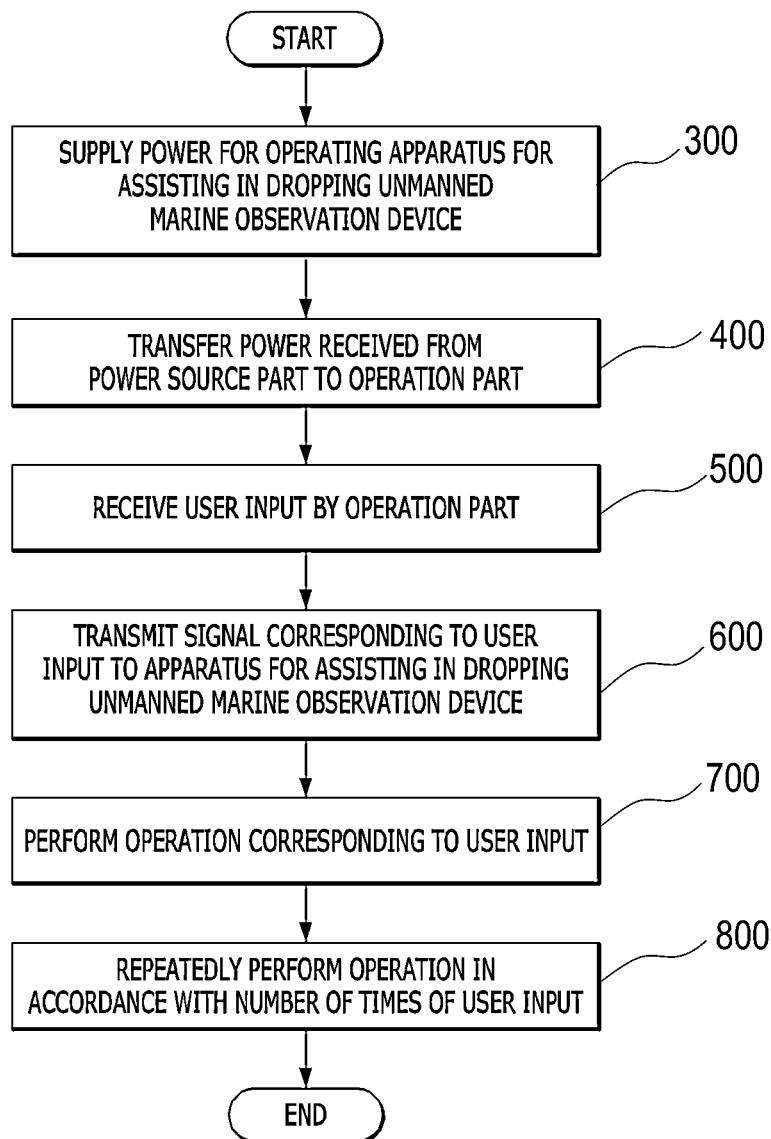 START
SUPPLY POWER FOR OPERATING APPARATUS FOR
ASSISTING IN DROPPING UNMANNED
MARINE OBSERVATION DEVICE
300
TRANSFER POWER RECEIVED FROM
POWER SOURCE PART TO OPERATION PART
400
RECEIVE USER INPUT BY OPERATION PART
500
TRANSMIT SIGNAL CORRESPONDING TO USER
INPUT TO APPARATUS FOR ASSISTING IN DROPPING
UNMANNED MARINE OBSERVATION DEVICE
600
PERFORM OPERATION CORRESPONDING TO USER INPUT
700
REPEATEDLY PERFORM OPERATION IN
ACCORDANCE WITH NUMBER OF TIMES OF USER INPUT
800
END